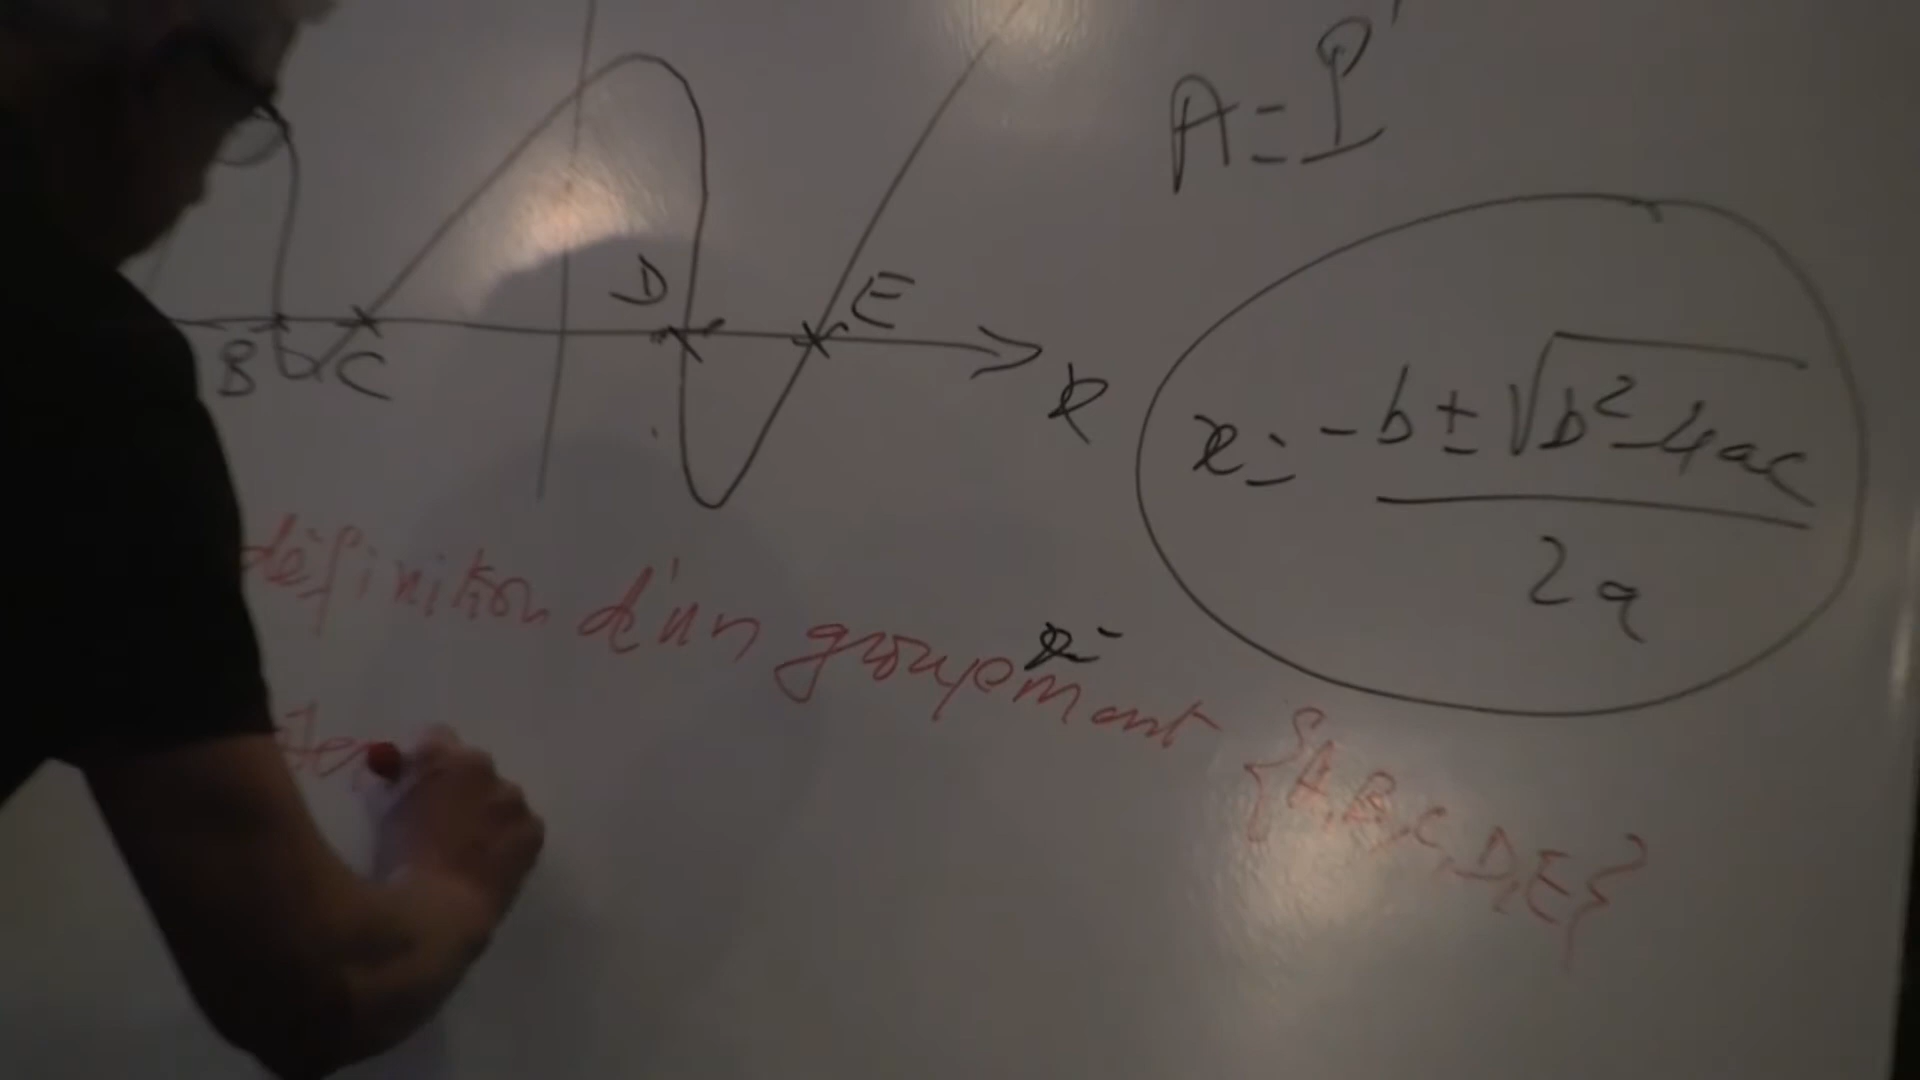 A = P
D
E
B
C
x
x = -b ± √b² - 4ac
2a
définition d'un groupement {A, B, C, D, E}